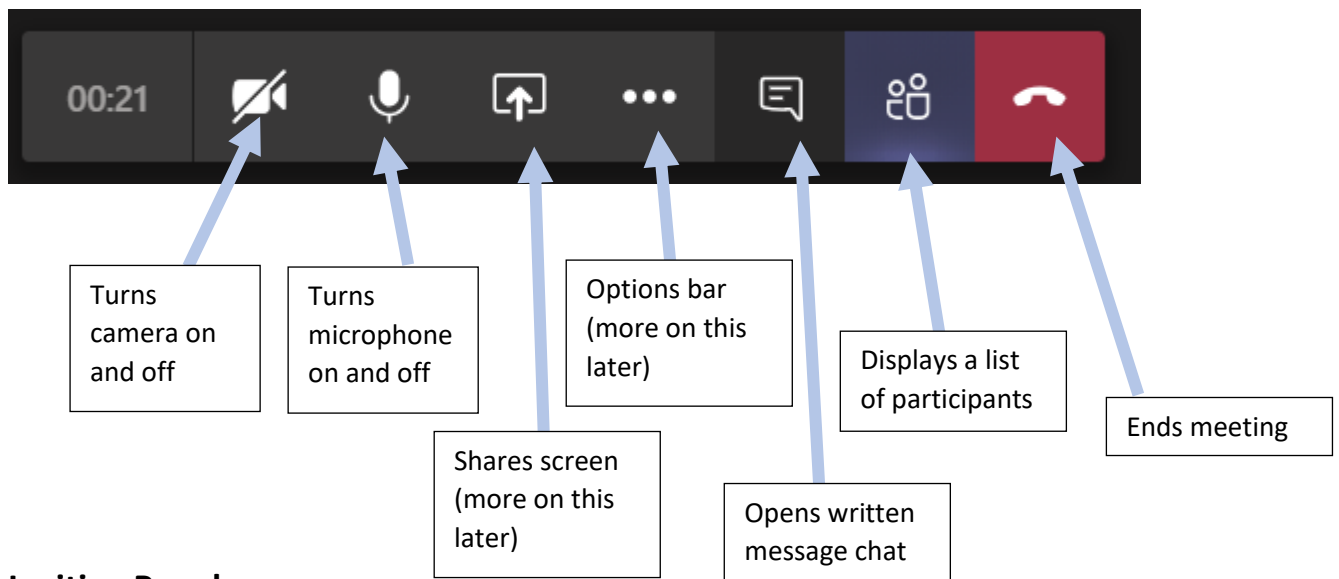 00:21
Turns
camera on
and off
Turns
microphone
on and off
Options bar
(more on this
later)
Displays a list
of participants
Ends meeting
Shares screen
(more on this
later)
Opens written
message chat